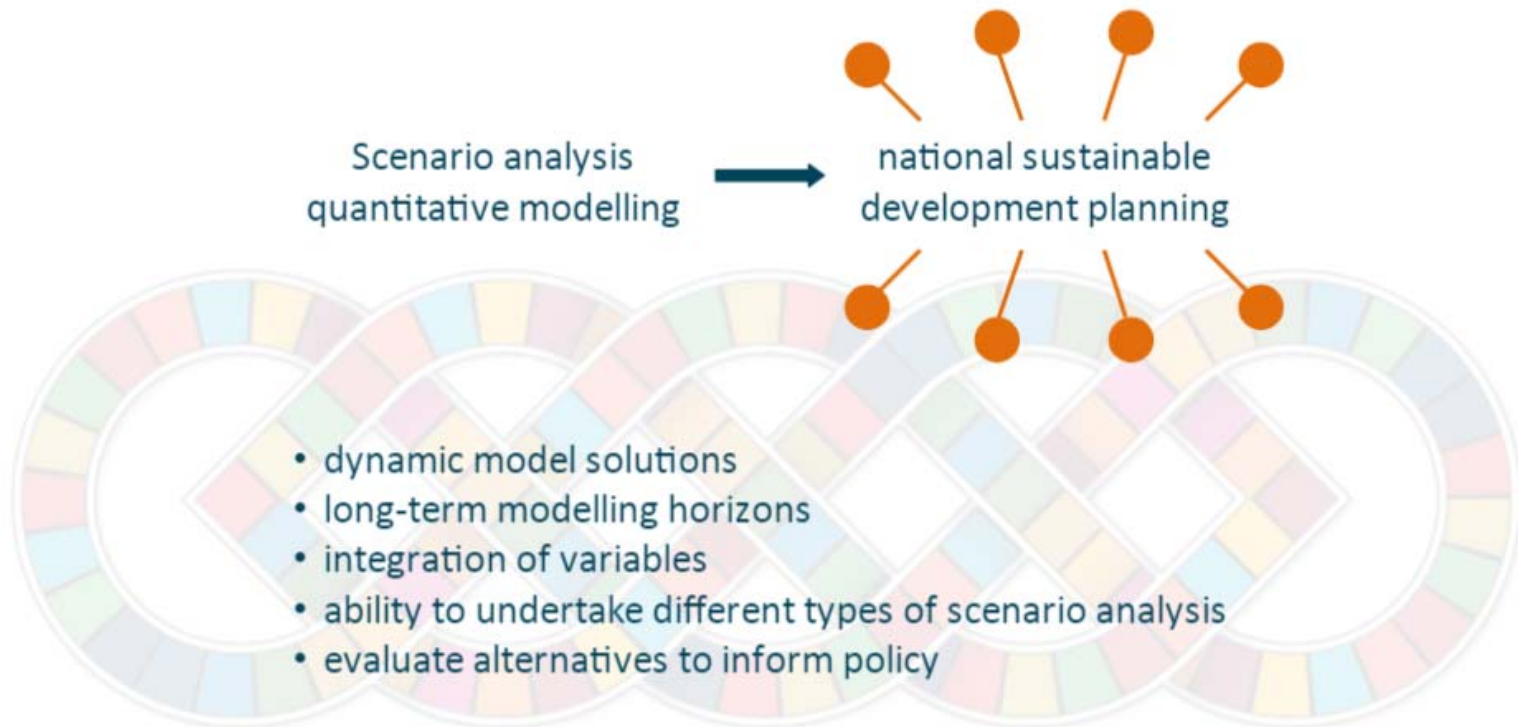 Scenario analysis
quantitative modelling
national sustainable
development planning
• dynamic model solutions
• long-term modelling horizons
• integration of variables
• ability to undertake different types of scenario analysis
• evaluate alternatives to inform policy